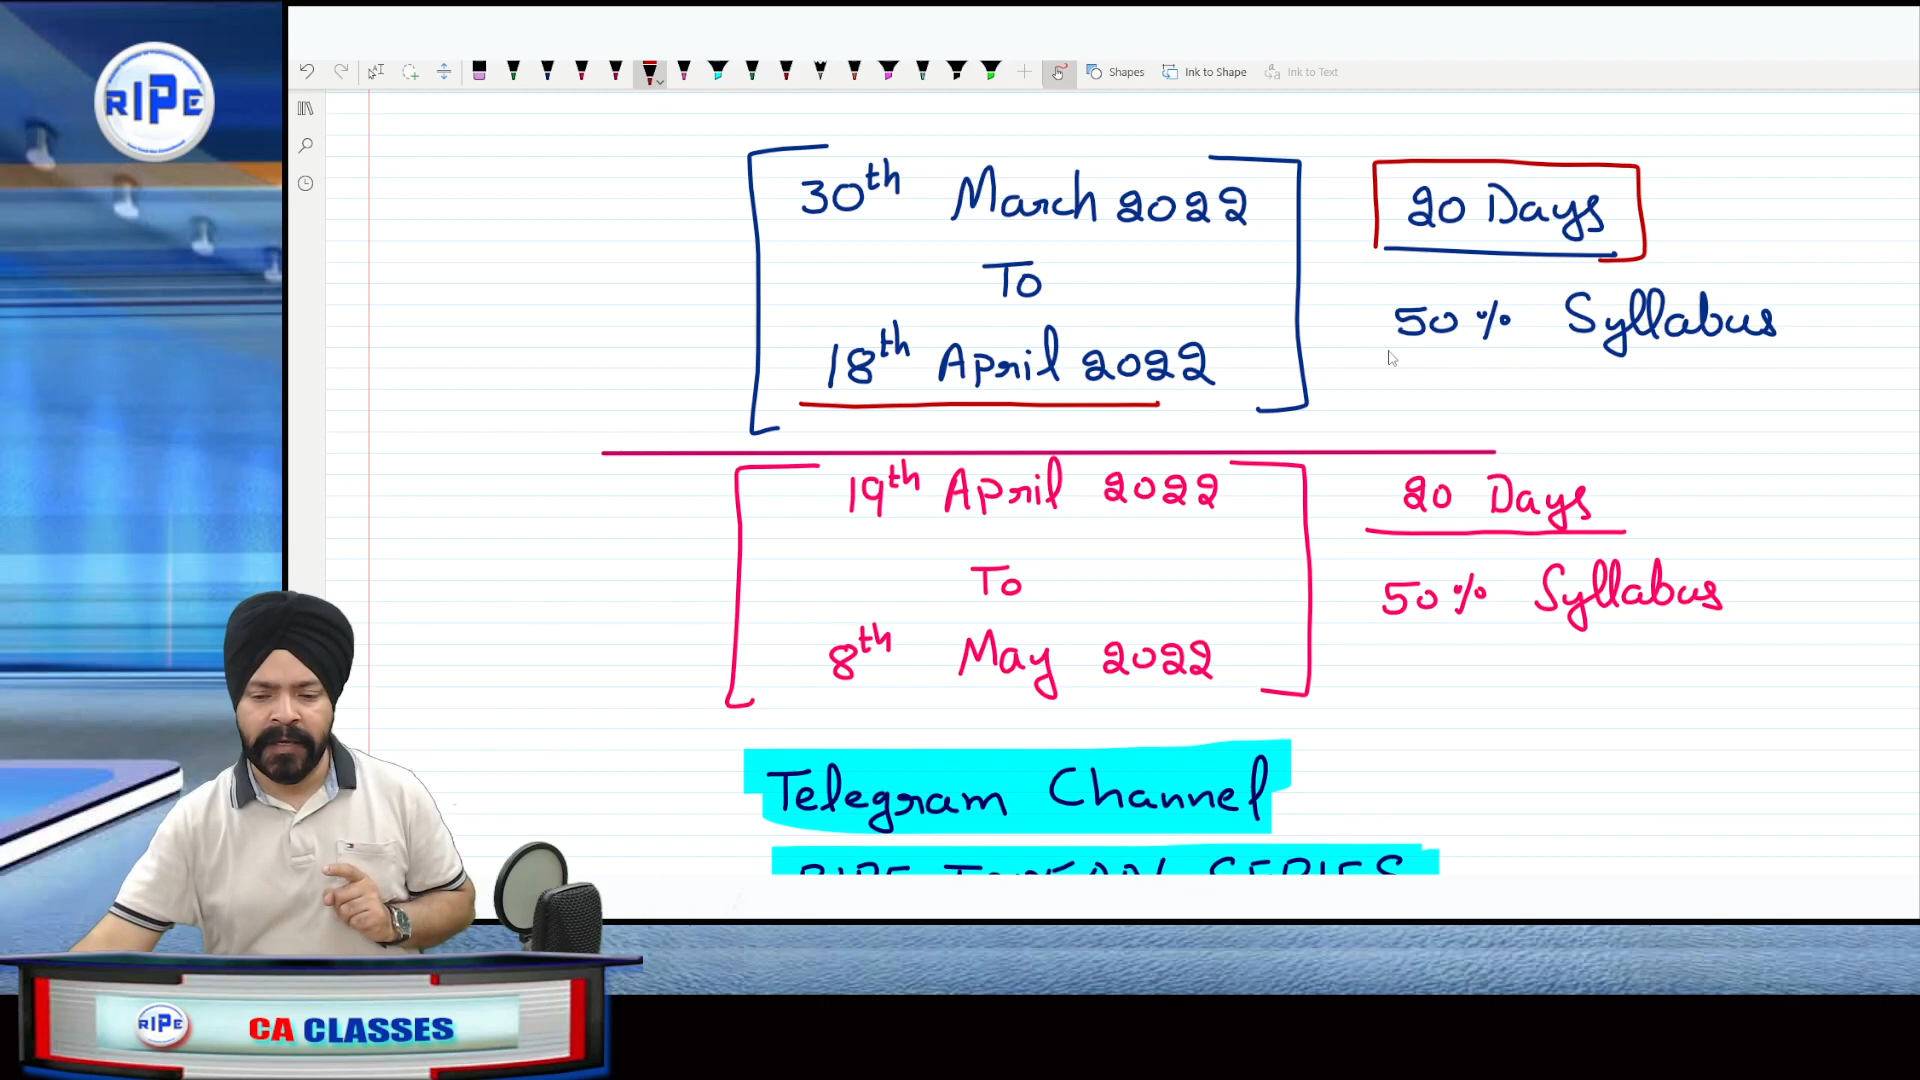 RIPE
Shapes
Ink to Shape
Ink to Text
30th March 2022
To
18th April 2022
20 Days
50% Syllabus
19th April 2022
To
8th May 2022
20 Days
50% Syllabus
Telegram Channel
RIPE
CA CLASSES